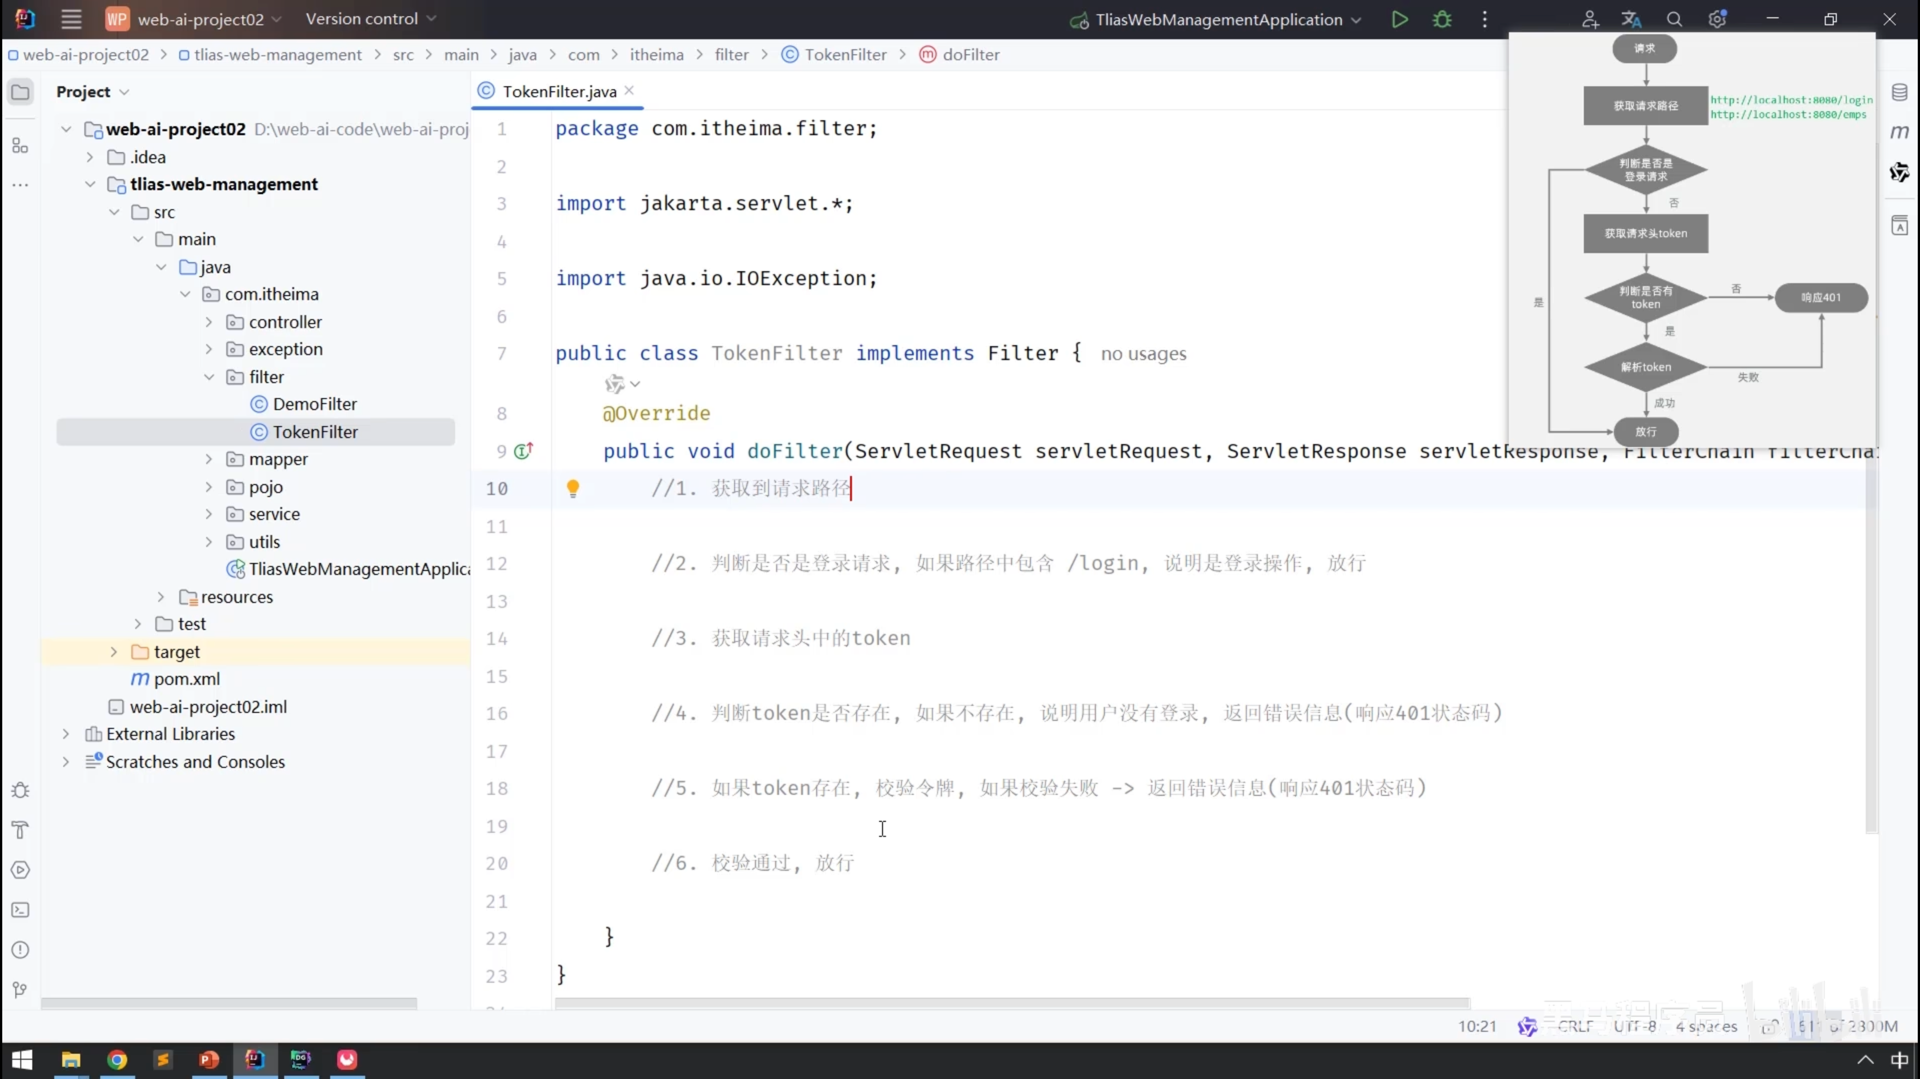 WP web-ai-project02 Version control TliasWebManagementApplication
web-ai-project02 > tlias-web-management > src > main > java > com > itheima > filter > TokenFilter > doFilter
Project
web-ai-project02 D:\web-ai-code\web-ai-proj
.idea
tlias-web-management
src
main
java
com.itheima
controller
exception
filter
DemoFilter
TokenFilter
mapper
pojo
service
utils
TliasWebManagementApplica
resources
test
target
pom.xml
web-ai-project02.iml
External Libraries
Scratches and Consoles
TokenFilter.java
1 package com.itheima.filter;
2
3 import jakarta.servlet.*;
4
5 import java.io.IOException;
6
7 public class TokenFilter implements Filter { no usages
8 @Override
9 public void doFilter(ServletRequest servletRequest, ServletResponse servletResponse, FilterChain filterChai
10 //1. 获取到请求路径
11
12 //2. 判断是否是登录请求, 如果路径中包含 /login, 说明是登录操作, 放行
13
14 //3. 获取请求头中的token
15
16 //4. 判断token是否存在, 如果不存在, 说明用户没有登录, 返回错误信息(响应401状态码)
17
18 //5. 如果token存在, 校验令牌, 如果校验失败 -> 返回错误信息(响应401状态码)
19
20 //6. 校验通过, 放行
21
22 }
23 }
请求
获取请求路径
http://localhost:8080/login
http://localhost:8080/emps
判断是否是
登录请求
否
获取请求头token
判断是否有
token
否
响应401
是
是
解析token
失败
成功
放行
10:21 CRLF UTF-8 4 spaces
中